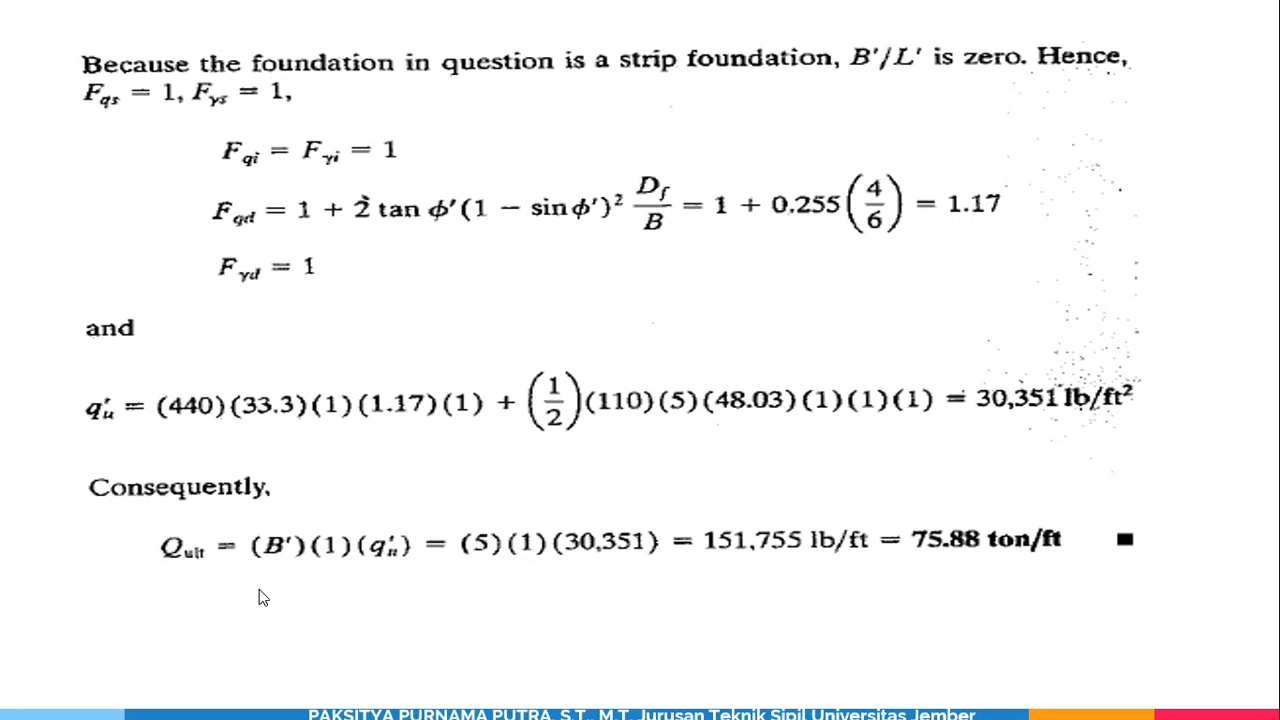 Because the foundation in question is a strip foundation, B′/L′ is zero. Hence,
F_qs = 1, F_γs = 1,
F_qi = F_γi = 1
F_qd = 1 + 2 tan ϕ′(1 − sin ϕ′)² D_f/B = 1 + 0.255(4/6) = 1.17
F_γd = 1
and
q′_u = (440)(33.3)(1)(1.17)(1) + (1/2)(110)(5)(48.03)(1)(1)(1) = 30,351 lb/ft²
Consequently,
Q_ult = (B′)(1)(q′_u) = (5)(1)(30,351) = 151,755 lb/ft = 75.88 ton/ft ■
PAKSITYA PURNAMA PUTRA, S.T., M.T. Jurusan Teknik Sipil Universitas Jember